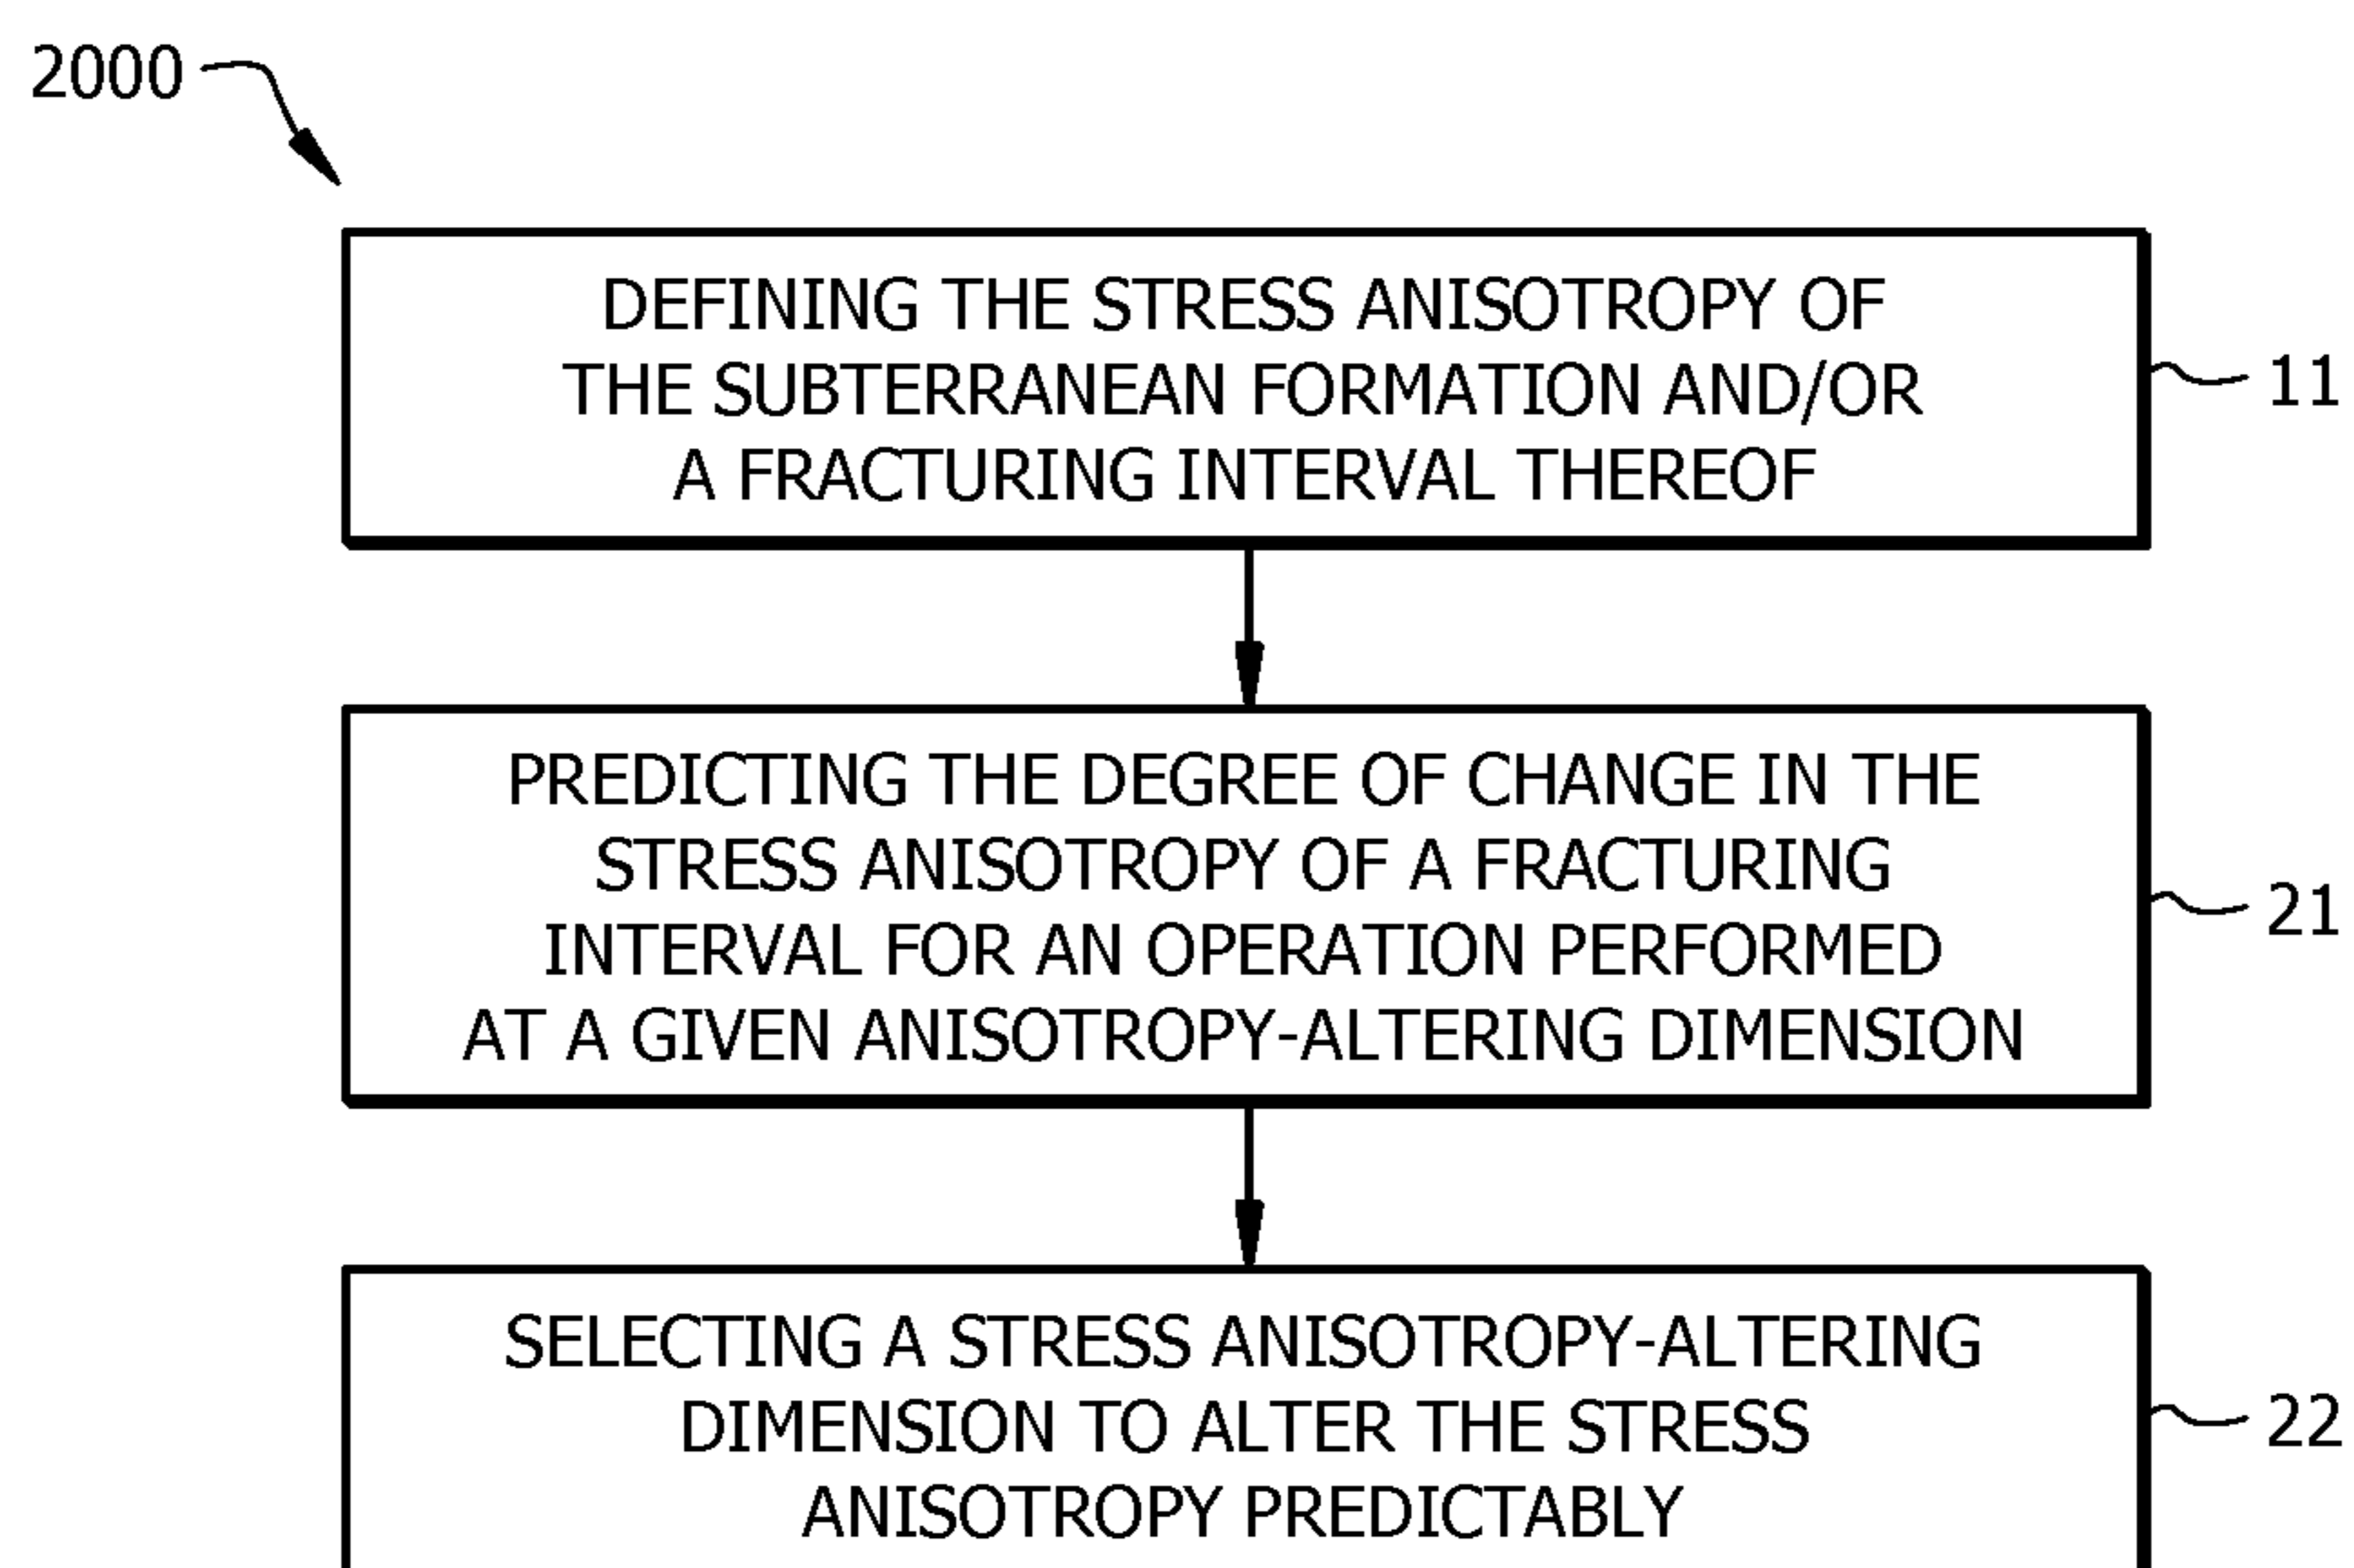 2000
DEFINING THE STRESS ANISOTROPY OF
THE SUBTERRANEAN FORMATION AND/OR
A FRACTURING INTERVAL THEREOF
11
PREDICTING THE DEGREE OF CHANGE IN THE
STRESS ANISOTROPY OF A FRACTURING
INTERVAL FOR AN OPERATION PERFORMED
AT A GIVEN ANISOTROPY-ALTERING DIMENSION
21
SELECTING A STRESS ANISOTROPY-ALTERING
DIMENSION TO ALTER THE STRESS
ANISOTROPY PREDICTABLY
22